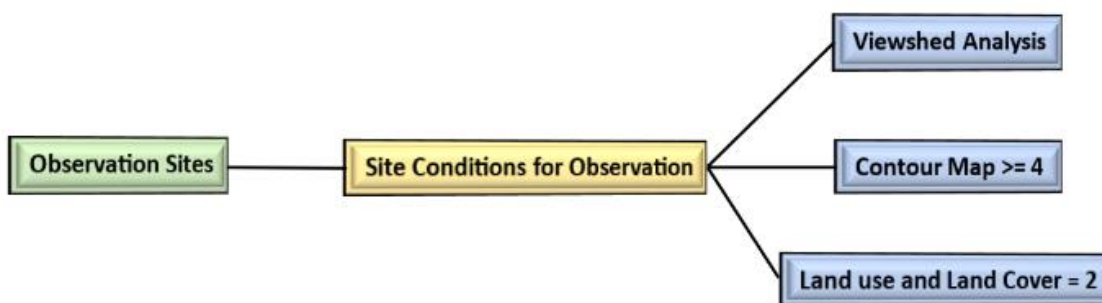 Viewshed Analysis
Observation Sites
Site Conditions for Observation
Contour Map >= 4
Land use and Land Cover = 2